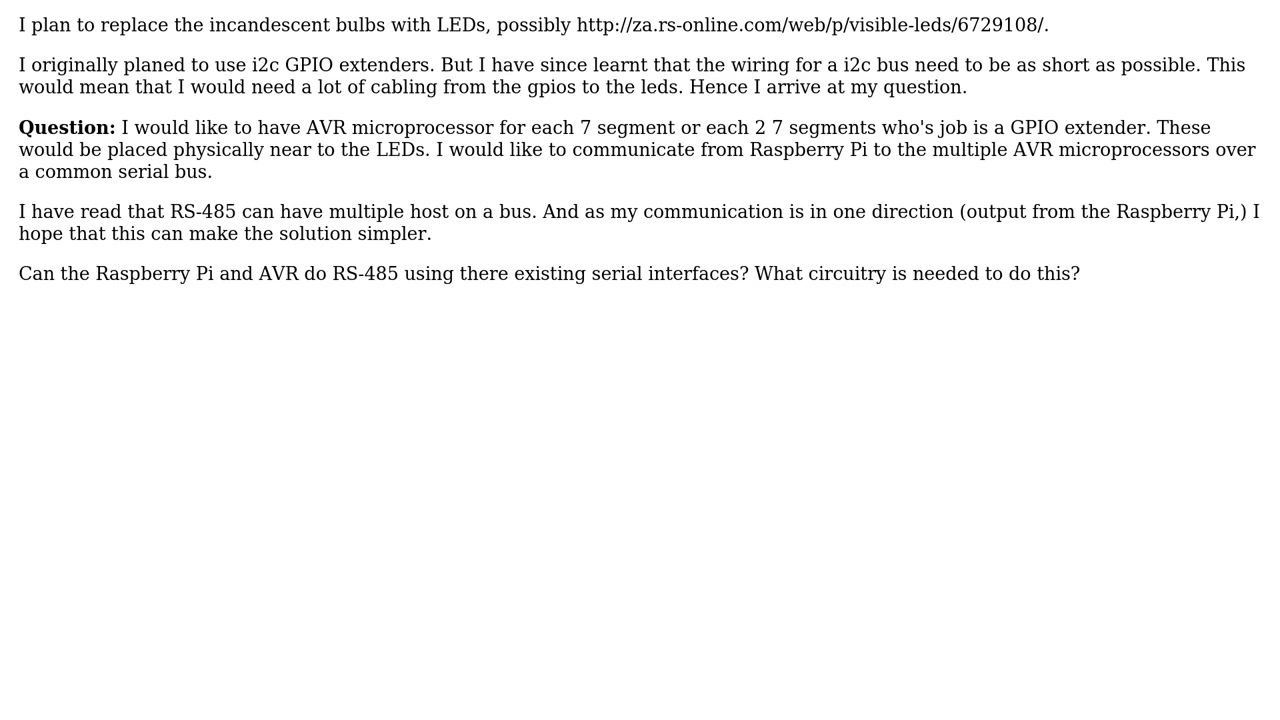 I plan to replace the incandescent bulbs with LEDs, possibly http://za.rs-online.com/web/p/visible-leds/6729108/.
I originally planed to use i2c GPIO extenders. But I have since learnt that the wiring for a i2c bus need to be as short as possible. This
would mean that I would need a lot of cabling from the gpios to the leds. Hence I arrive at my question.
Question: I would like to have AVR microprocessor for each 7 segment or each 2 7 segments who's job is a GPIO extender. These
would be placed physically near to the LEDs. I would like to communicate from Raspberry Pi to the multiple AVR microprocessors over
a common serial bus.
I have read that RS-485 can have multiple host on a bus. And as my communication is in one direction (output from the Raspberry Pi,) I
hope that this can make the solution simpler.
Can the Raspberry Pi and AVR do RS-485 using there existing serial interfaces? What circuitry is needed to do this?